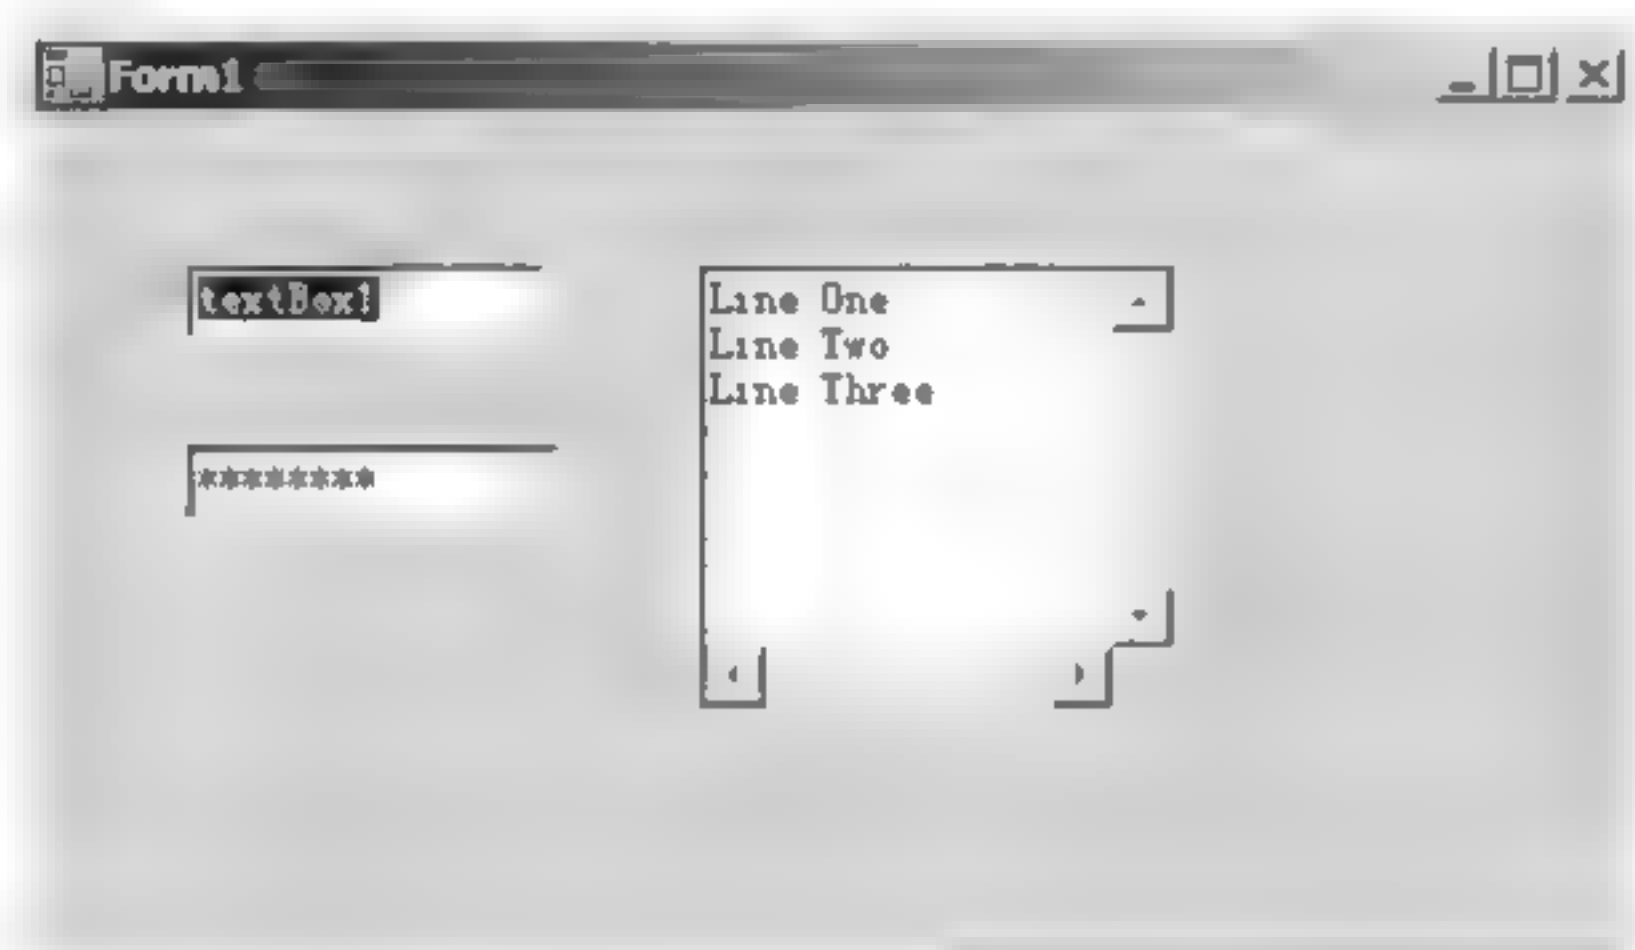 Form1
textBox1
********
Line One
Line Two
Line Three